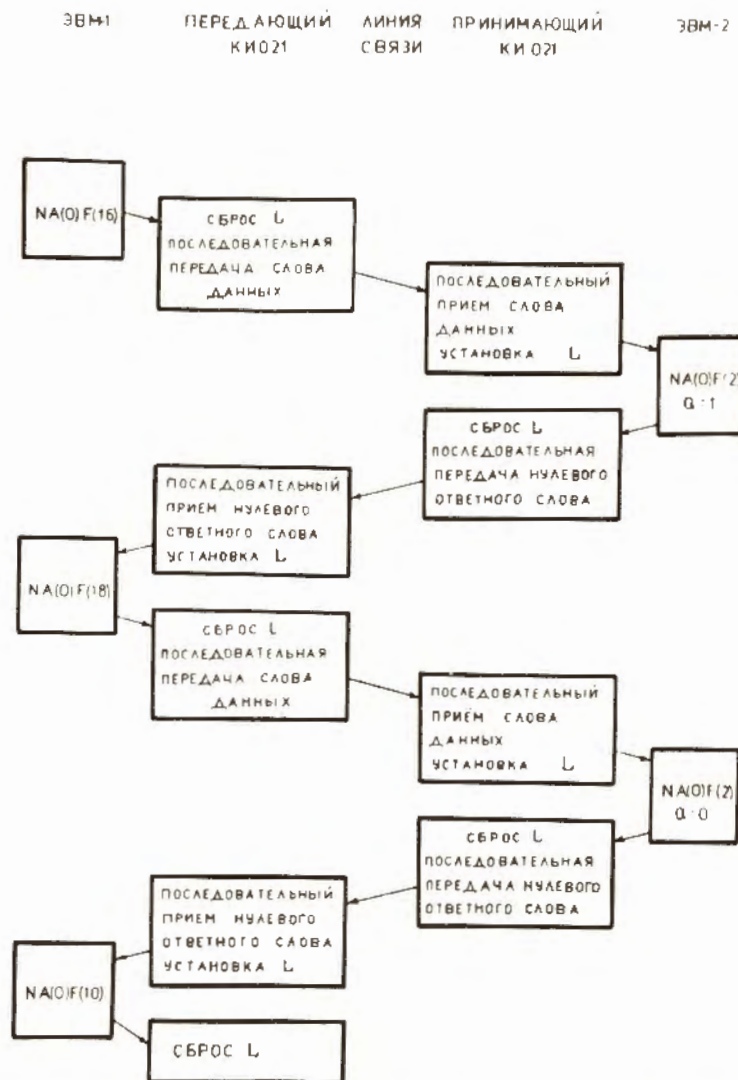 ЭВМ-1 ПЕРЕДАЮЩИЙ ЛИНИЯ ПРИНИМАЮЩИЙ ЭВМ-2
КИ021 СВЯЗИ КИ 021
NA(0)F(16)
СБРОС L
ПОСЛЕДОВАТЕЛЬНАЯ
ПЕРЕДАЧА СЛОВА
ДАННЫХ
ПОСЛЕДОВАТЕЛЬНЫЙ
ПРИЕМ СЛОВА
ДАННЫХ
УСТАНОВКА L
NA(0)F(2)
Q=1
СБРОС L
ПОСЛЕДОВАТЕЛЬНАЯ
ПЕРЕДАЧА НУЛЕВОГО
ОТВЕТНОГО СЛОВА
ПОСЛЕДОВАТЕЛЬНЫЙ
ПРИЕМ НУЛЕВОГО
ОТВЕТНОГО СЛОВА
УСТАНОВКА L
NA(0)F(18)
СБРОС L
ПОСЛЕДОВАТЕЛЬНАЯ
ПЕРЕДАЧА СЛОВА
ДАННЫХ
ПОСЛЕДОВАТЕЛЬНЫЙ
ПРИЁМ СЛОВА
ДАННЫХ
УСТАНОВКА L
NA(0)F(2)
Q=0
СБРОС L
ПОСЛЕДОВАТЕЛЬНАЯ
ПЕРЕДАЧА НУЛЕВОГО
ОТВЕТНОГО СЛОВА
ПОСЛЕДОВАТЕЛЬНЫЙ
ПРИЕМ НУЛЕВОГО
ОТВЕТНОГО СЛОВА
УСТАНОВКА L
NA(0)F(10)
СБРОС L